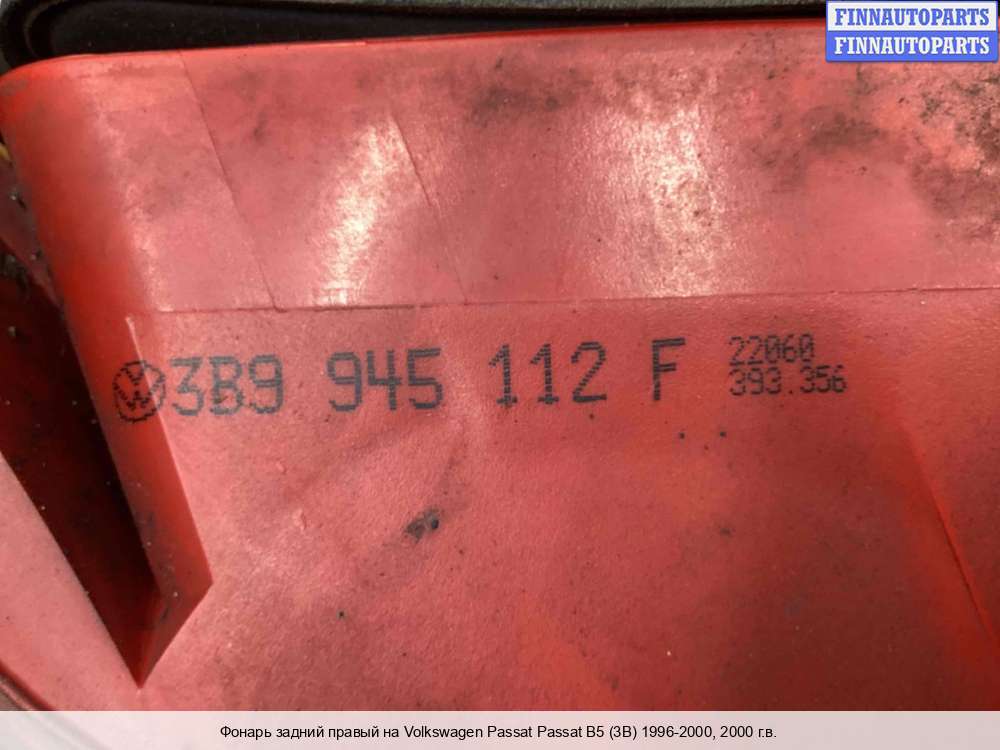 FINNAUTOPARTS
FINNAUTOPARTS
3B9 945 112 F
22060
393.356
Фонарь задний правый на Volkswagen Passat Passat B5 (3B) 1996-2000, 2000 г.в.